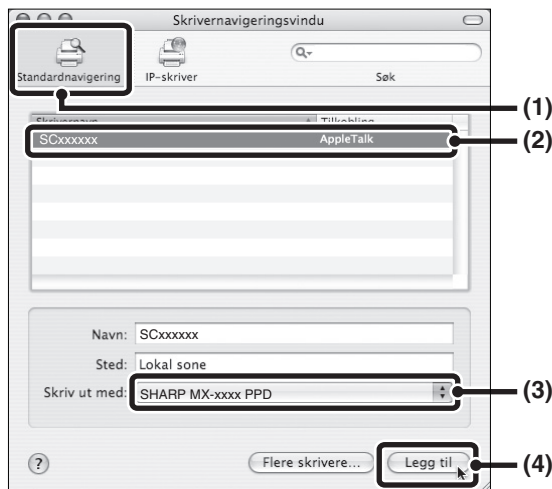 Skrivernavigeringsvindu
Standardnavigering
IP-skriver
Søk
(1)
Skrivernavn
Tilkobling
SCxxxxxx
AppleTalk
(2)
Navn: SCxxxxxx
Sted: Lokal sone
Skriv ut med: SHARP MX-xxxx PPD
(3)
?
Flere skrivere...
Legg til
(4)